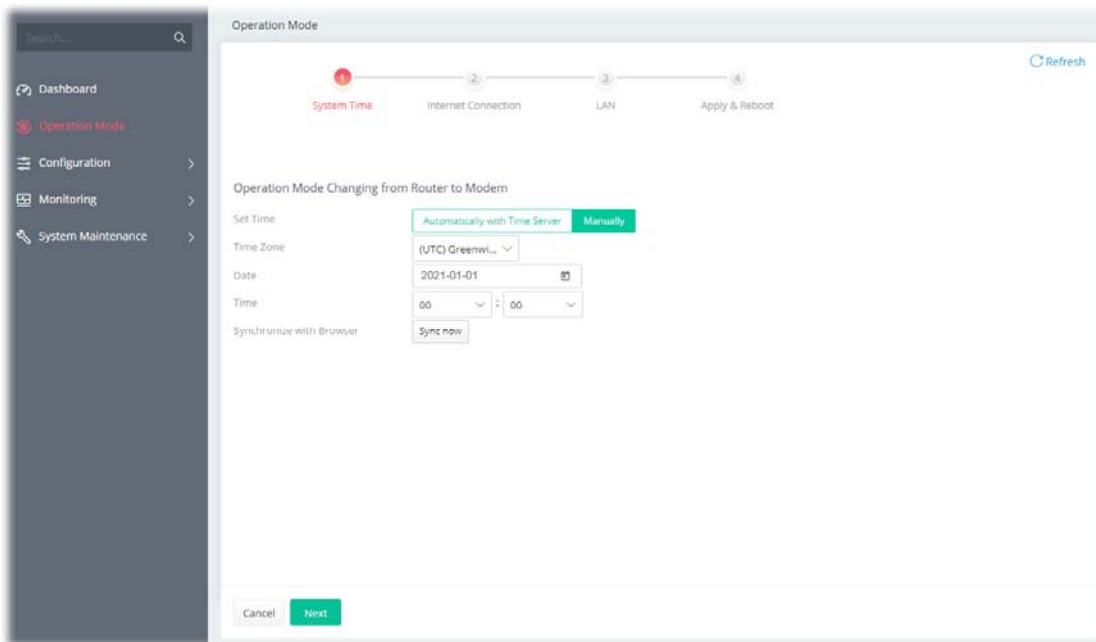 Search...
Dashboard
Operation Mode
Configuration
Monitoring
System Maintenance
Operation Mode
Refresh
1 2 3 4
System Time Internet Connection LAN Apply & Reboot
Operation Mode Changing from Router to Modem
Set Time Automatically with Time Server Manually
Time Zone (UTC) Greenwi...
Date 2021-01-01
Time 00 : 00
Synchronize with Browser Sync now
Cancel Next